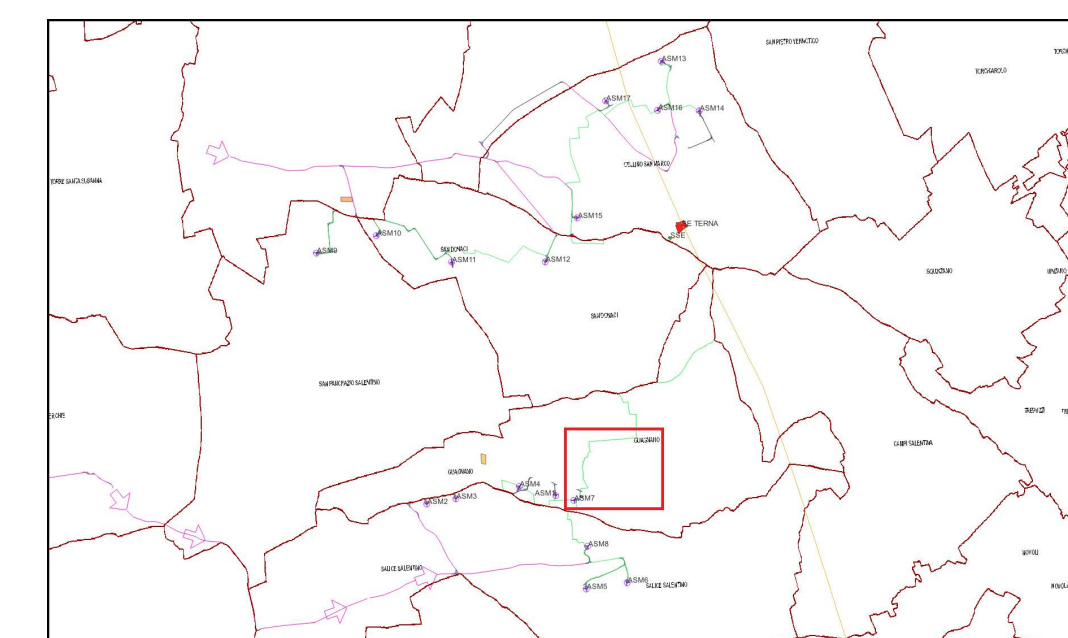 SAN PIETRO VERNOTICO
ASM13
TORCHIAROLO
ASM17
ASM16
ASM14
CELLINO SAN MARCO
TORRE SANTA SUSANNA
ASM15
SE TERNA
SSE
ASM10
ASM9
SAN DONACI
ASM11
ASM12
SQUINZANO
SAN DONACI
SAN PANCRAZIO SALENTINO
GUAGNANO
CAMPI SALENTINA
GUAGNANO
ASM4
ASM3
ASM2
ASM7
ASM8
NOVOLI
SALICE SALENTINO
ASM5
ASM6
SALICE SALENTINO